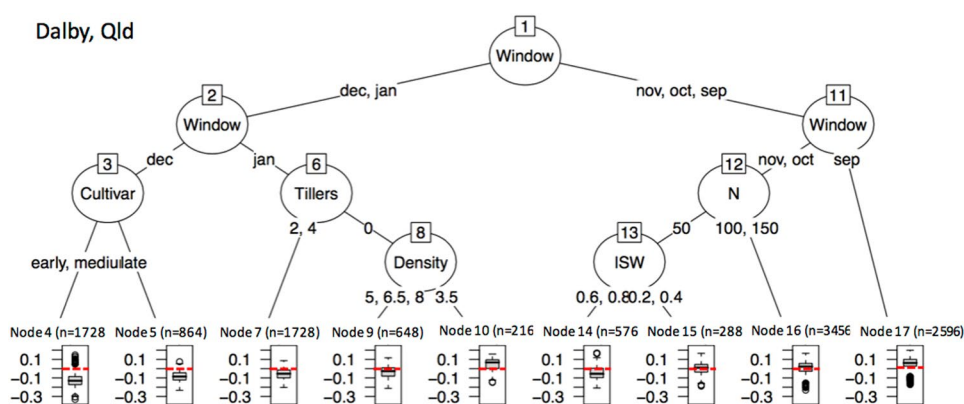 Dalby, Qld
1
Window
dec, jan
nov, oct, sep
2
Window
11
Window
dec
jan
nov, oct
sep
3
Cultivar
6
Tillers
12
N
early, mediulate
2, 4
0
50
100, 150
8
Density
13
ISW
5, 6.5, 8
3.5
0.6, 0.80.2, 0.4
Node 4 (n=1728
Node 5 (n=864)
Node 7 (n=1728)
Node 9 (n=648)
Node 10 (n=216
Node 14 (n=576
Node 15 (n=288
Node 16 (n=3456
Node 17 (n=2596)
0.1 0.1 0.1 0.1 0.1 0.1 0.1 0.1 0.1
−0.1 −0.1 −0.1 −0.1 −0.1 −0.1 −0.1 −0.1 −0.1
−0.3 −0.3 −0.3 −0.3 −0.3 −0.3 −0.3 −0.3 −0.3